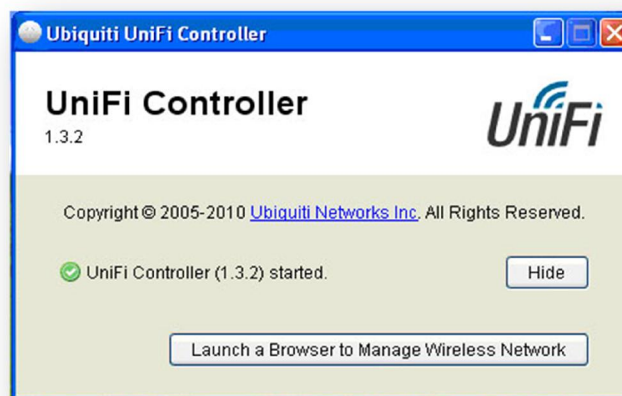 Ubiquiti UniFi Controller
UniFi Controller
1.3.2
UniFi
Copyright © 2005-2010 Ubiquiti Networks Inc. All Rights Reserved.
UniFi Controller (1.3.2) started.
Hide
Launch a Browser to Manage Wireless Network